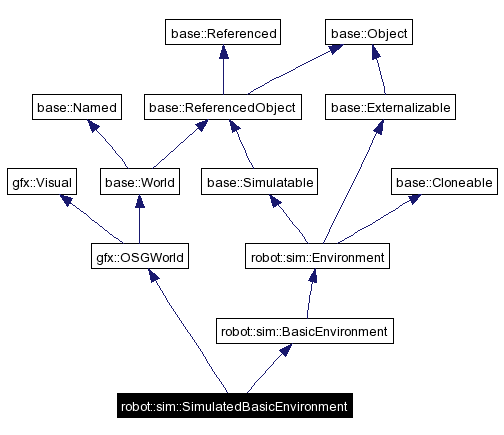 base::Referenced
base::Object
base::Named
base::ReferencedObject
base::Externalizable
gfx::Visual
base::World
base::Simulatable
base::Cloneable
gfx::OSGWorld
robot::sim::Environment
robot::sim::BasicEnvironment
robot::sim::SimulatedBasicEnvironment